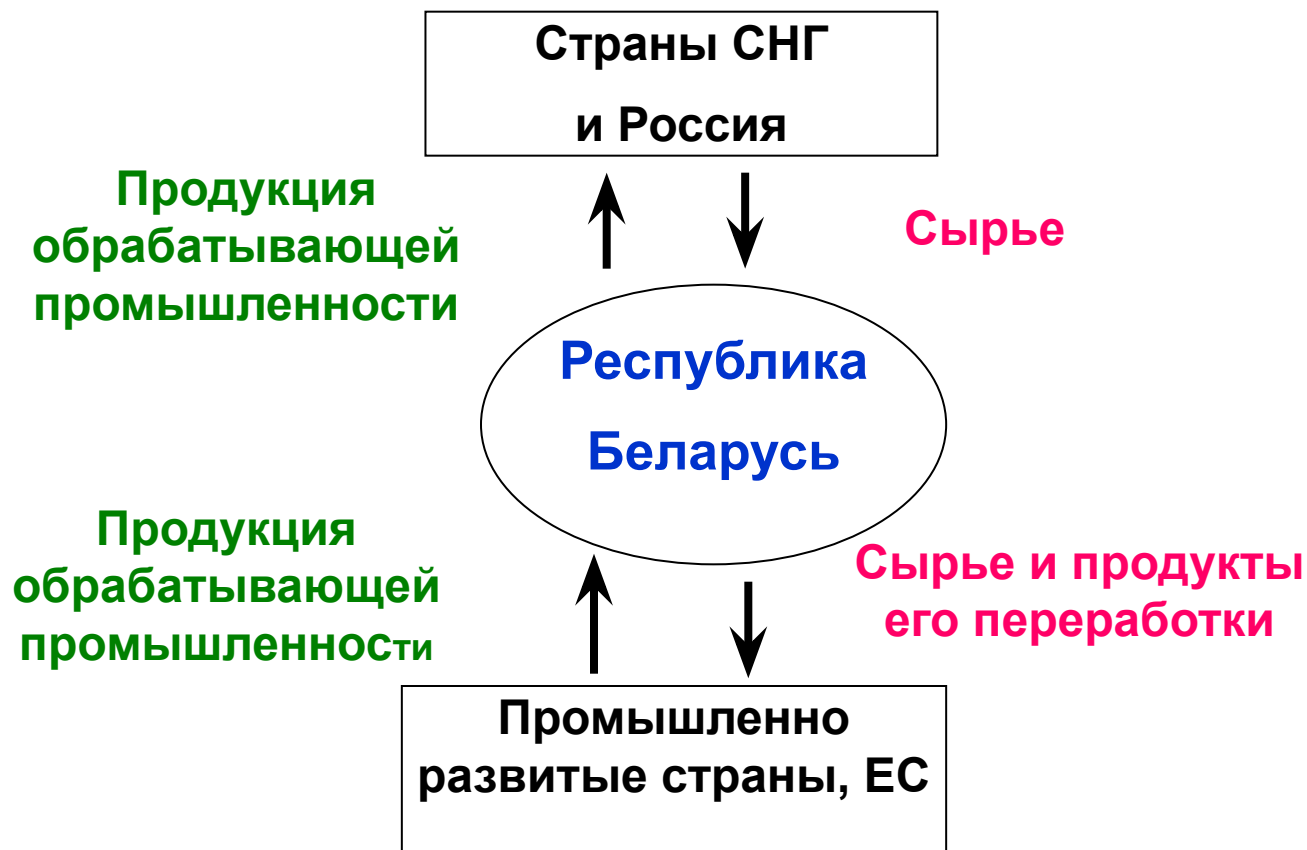 Страны СНГ
и Россия
Продукция
обрабатывающей
промышленности
Сырье
Республика
Беларусь
Продукция
обрабатывающей
промышленности
Сырье и продукты
его переработки
Промышленно
развитые страны, ЕС